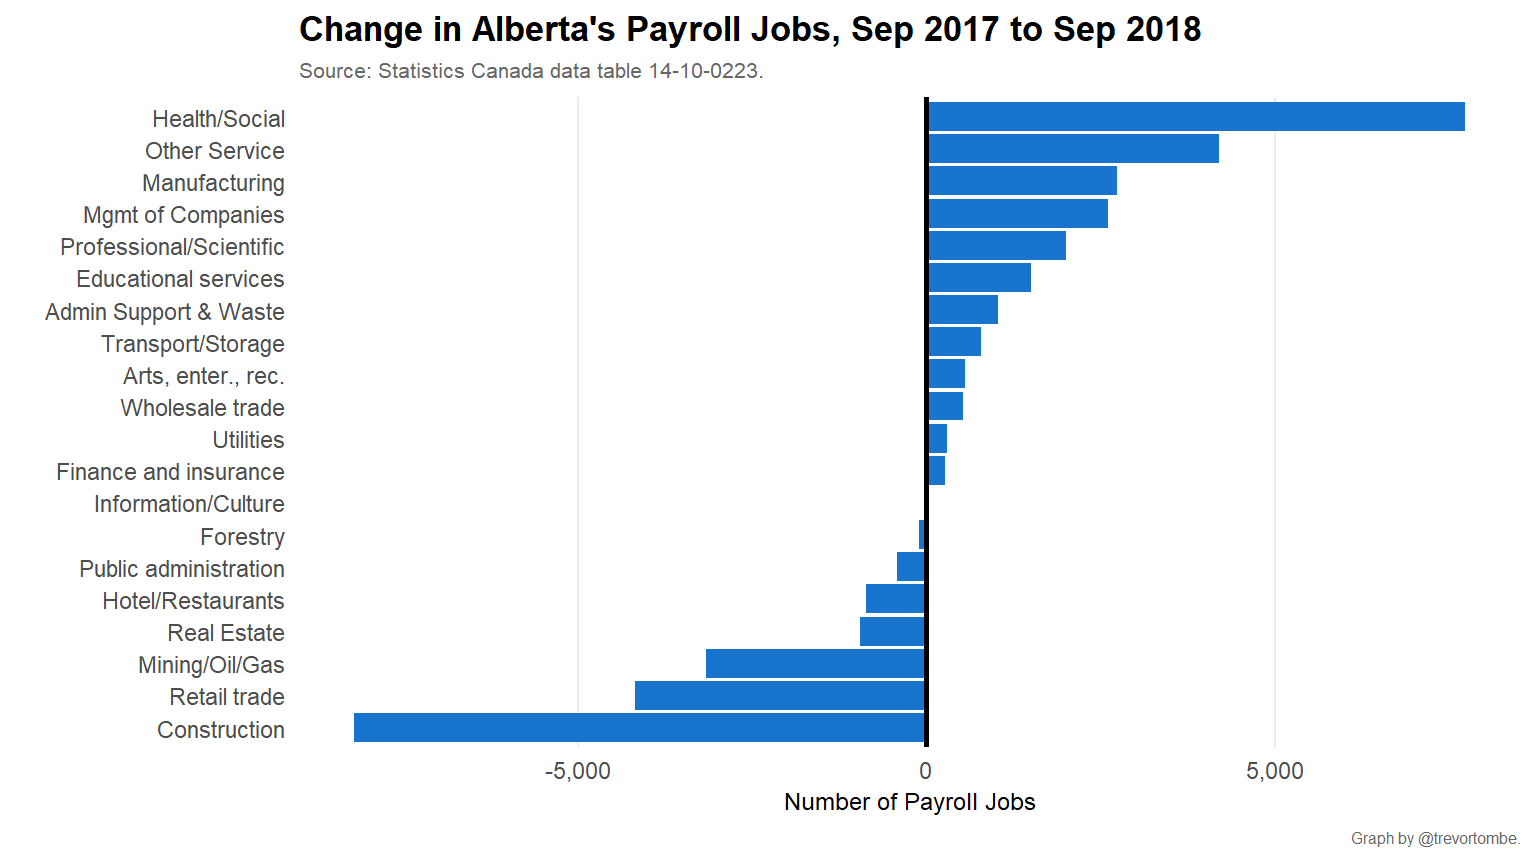 Change in Alberta's Payroll Jobs, Sep 2017 to Sep 2018
Source: Statistics Canada data table 14-10-0223.
Health/Social
Other Service
Manufacturing
Mgmt of Companies
Professional/Scientific
Educational services
Admin Support & Waste
Transport/Storage
Arts, enter., rec.
Wholesale trade
Utilities
Finance and insurance
Information/Culture
Forestry
Public administration
Hotel/Restaurants
Real Estate
Mining/Oil/Gas
Retail trade
Construction
-5,000 0 5,000
Number of Payroll Jobs
Graph by @trevortombe.